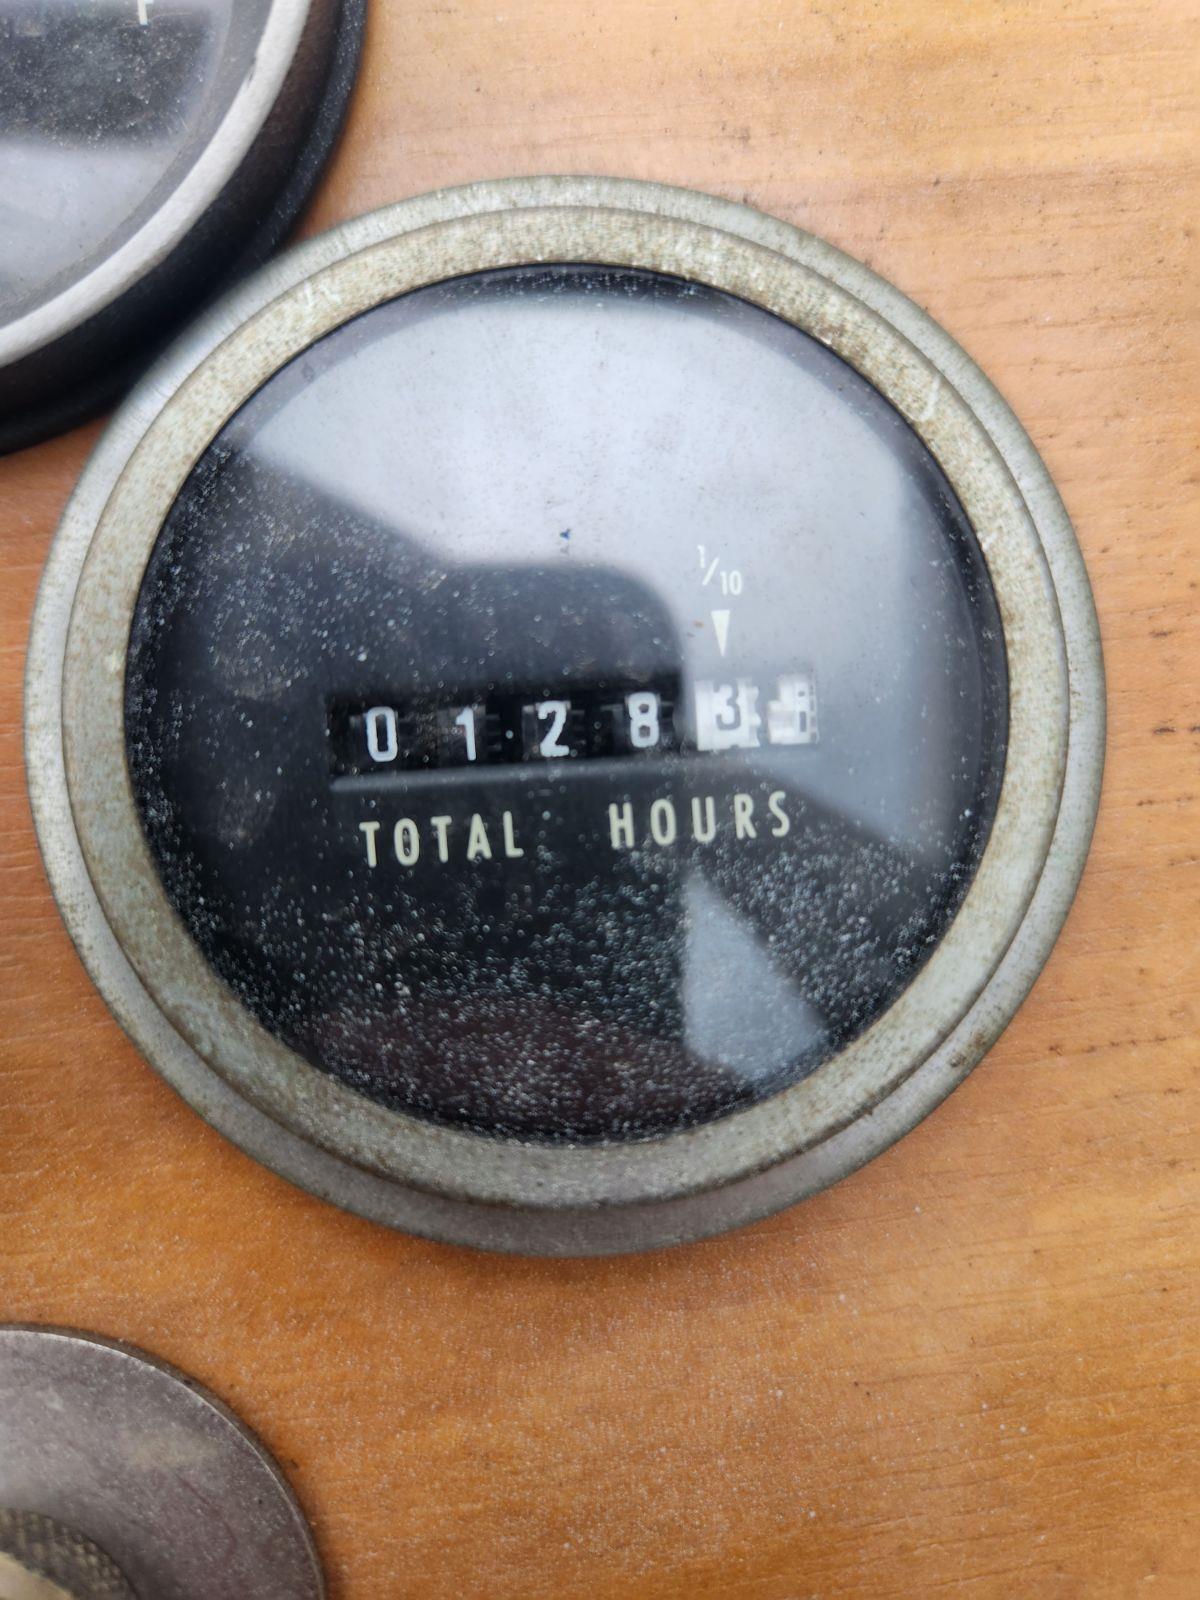 F
1/10
0 1 2 8 3
TOTAL HOURS